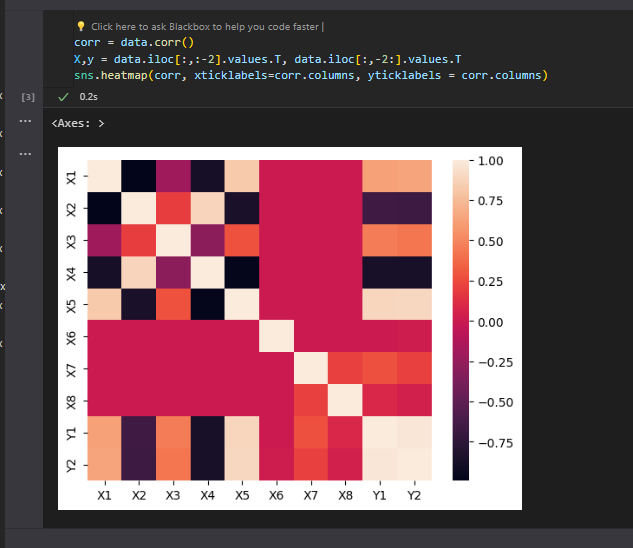 💡 Click here to ask Blackbox to help you code faster |
corr = data.corr()
X,y = data.iloc[:,:-2].values.T, data.iloc[:,-2:].values.T
sns.heatmap(corr, xticklabels=corr.columns, yticklabels = corr.columns)
[3] ✓ 0.2s
... <Axes: >
...
X1
X2
X3
X4
X5
X6
X7
X8
Y1
Y2
X1 X2 X3 X4 X5 X6 X7 X8 Y1 Y2
1.00
0.75
0.50
0.25
0.00
−0.25
−0.50
−0.75